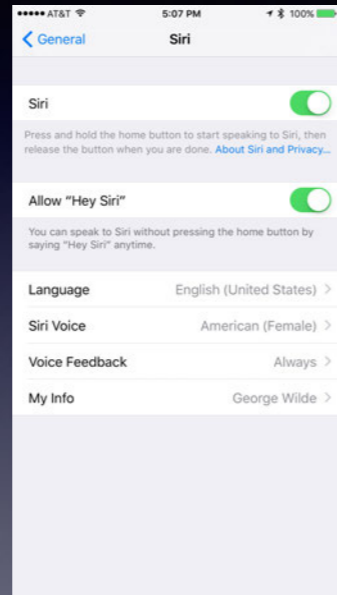 ●●●●● AT&T 5:07 PM 100%
General Siri
Siri
Press and hold the home button to start speaking to Siri, then
release the button when you are done. About Siri and Privacy...
Allow "Hey Siri"
You can speak to Siri without pressing the home button by
saying "Hey Siri" anytime.
Language English (United States)
Siri Voice American (Female)
Voice Feedback Always
My Info George Wilde